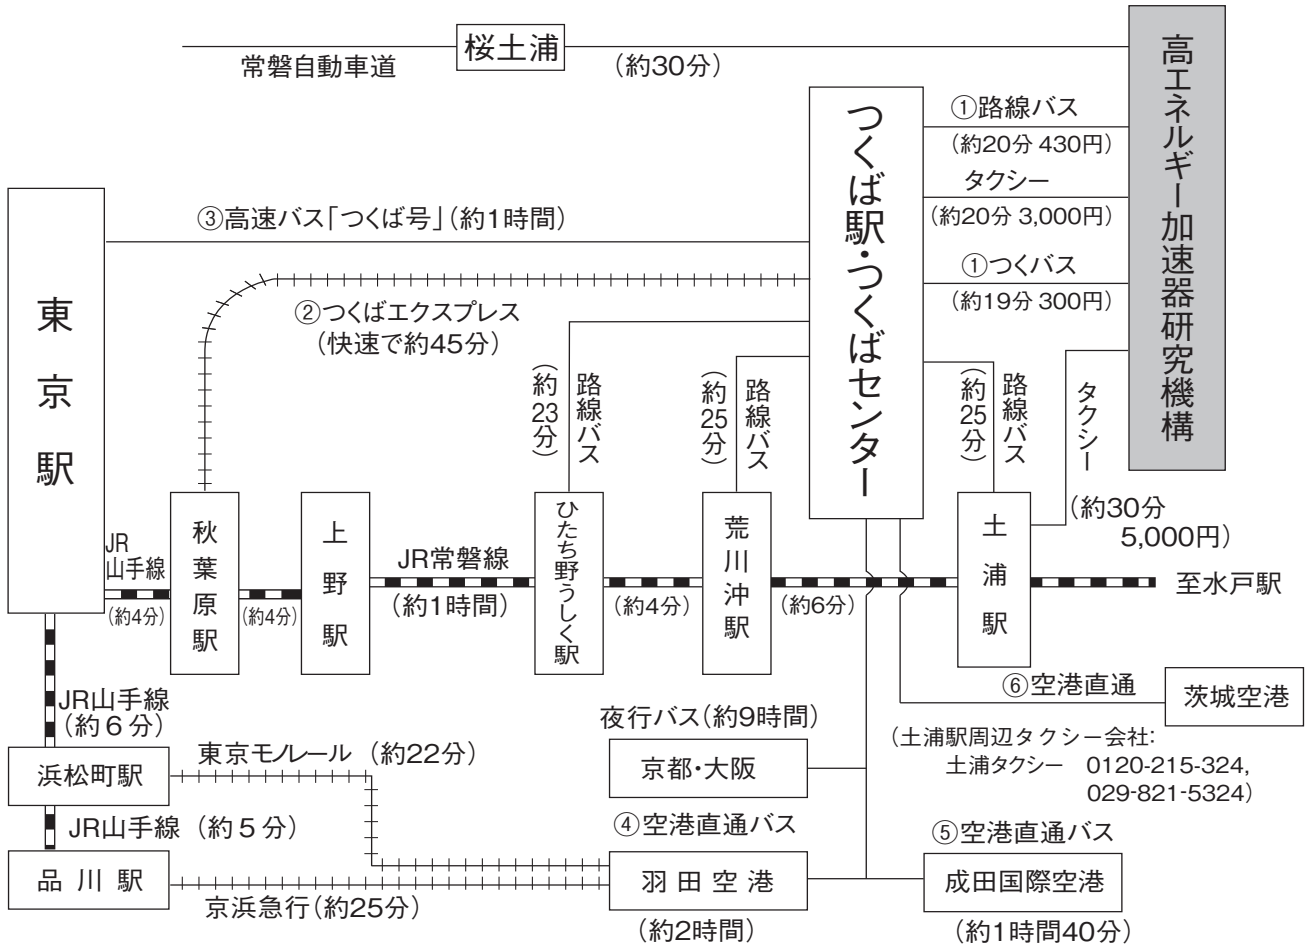 桜土浦
常磐自動車道
(約30分)
高エネルギー加速器研究機構
つくば駅・つくばセンター
①路線バス
(約20分 430円)
タクシー
(約20分 3,000円)
①つくバス
(約19分 300円)
東京駅
③高速バス「つくば号」(約1時間)
②つくばエクスプレス
(快速で約45分)
路線バス
(約23分)
路線バス
(約25分)
路線バス
(約25分)
タクシー
(約30分
5,000円)
JR
山手線
(約4分)
秋葉原駅
(約4分)
上野駅
JR常磐線
(約1時間)
ひたち野うしく駅
(約4分)
荒川沖駅
(約6分)
土浦駅
至水戸駅
JR山手線
(約6分)
⑥空港直通
茨城空港
夜行バス(約9時間)
京都・大阪
(土浦駅周辺タクシー会社:
土浦タクシー 0120-215-324,
029-821-5324)
浜松町駅
東京モノレール (約22分)
JR山手線 (約5分)
④空港直通バス
⑤空港直通バス
品川駅
羽田空港
成田国際空港
京浜急行(約25分)
(約2時間)
(約1時間40分)